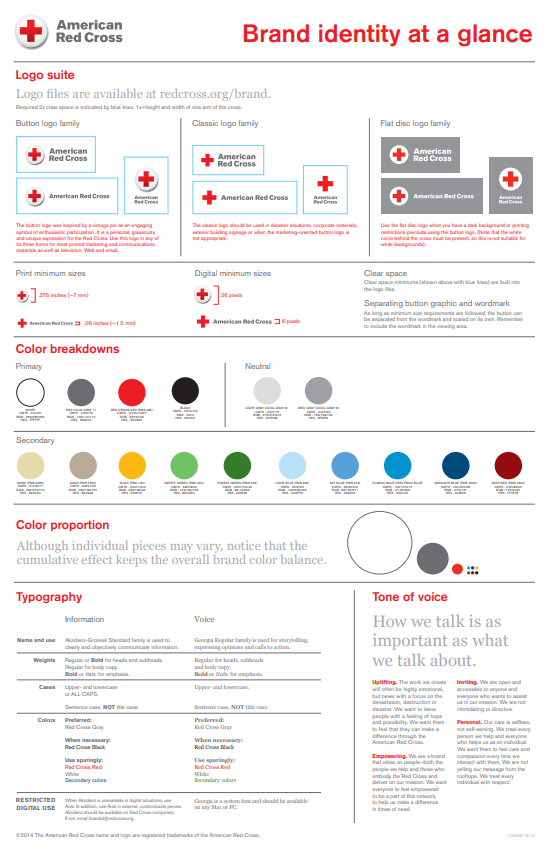 American
Red Cross
Brand identity at a glance
Logo suite
Logo files are available at redcross.org/brand.
Required 2x clear space is indicated by blue lines. 1x=height and width of one arm of the cross.
Button logo family
American
Red Cross
American Red Cross
American
Red Cross
The button logo was inspired by a vintage pin as an engaging
symbol of enthusiastic participation. It is a personal, grassroots
and unique expression for the Red Cross. Use this logo in any of
its three forms for most printed marketing and communications
materials as well as television, Web and email.
Classic logo family
American
Red Cross
American Red Cross
American
Red Cross
The classic logo should be used in disaster situations, corporate materials,
exterior building signage or when the marketing-oriented button logo is
not appropriate.
Flat disc logo family
American
Red Cross
American Red Cross
American
Red Cross
Use the flat disc logo when you have a dark background or printing
restrictions preclude using the button logo. (Note that the white
circle behind the cross must be present, so this is not suitable for
white backgrounds)
Print minimum sizes
.275 inches (~7 mm)
American Red Cross
.06 inches (~1.5 mm)
Digital minimum sizes
26 pixels
American Red Cross
6 pixels
Clear space
Clear space minimums (shown above with blue lines) are built into
the logo files.
Separating button graphic and wordmark
As long as minimum size requirements are followed, the button can
be separated from the wordmark and scaled on its own. Remember
to include the wordmark in the viewing area.
Color breakdowns
Primary
Neutral
Secondary
Color proportion
Although individual pieces may vary, notice that the
cumulative effect keeps the overall brand color balance.
Typography
Information
Voice
Name and use
Akzidenz-Grotesk Standard family is used to
clearly and objectively communicate information.
Georgia Regular family is used for storytelling,
expressing opinions and calls to action.
Weights
Regular or Bold for heads and subheads.
Regular for body copy.
Bold or Italic for emphasis.
Regular for heads, subheads
and body copy.
Bold or Italic for emphasis.
Cases
Upper- and lowercase
or ALL CAPS.
Sentence case, NOT title case.
Upper- and lowercase.
Sentence case, NOT title case.
Colors
Preferred:
Red Cross Gray
When necessary:
Red Cross Black
Use sparingly:
Red Cross Red
White
Secondary colors
Preferred:
Red Cross Gray
When necessary:
Red Cross Black
Use sparingly:
Red Cross Red
White
Secondary colors
RESTRICTED
DIGITAL USE
When Akzidenz is unavailable in digital situations, use
Arial. In addition, use Arial in external, customizable pieces.
Akzidenz should be available on Red Cross computers.
If not, email brandid@redcross.org.
Georgia is a system font and should be available
on any Mac or PC.
Tone of voice
How we talk is as
important as what
we talk about.
Uplifting. The work we create
will often be highly emotional,
but never with a focus on the
devastation, destruction or
disaster. We want to leave
people with a feeling of hope
and possibility. We want them
to feel that they can make a
difference through the
American Red Cross.
Empowering. We are a brand
that relies on people–both the
people we help and those who
embody the Red Cross and
deliver on our mission. We want
everyone to feel empowered
to be a part of the network,
to help us make a difference
in times of need.
Inviting. We are open and
accessible to anyone and
everyone who wants to assist
us in our mission. We are not
intimidating or directive.
Personal. Our care is selfless,
not self-serving. We treat every
person we help and everyone
who helps us as an individual.
We want them to feel care and
compassion every time we
interact with them. We are not
yelling our message from the
rooftops. We treat every
individual with respect.
©2014 The American Red Cross name and logo are registered trademarks of the American Red Cross.